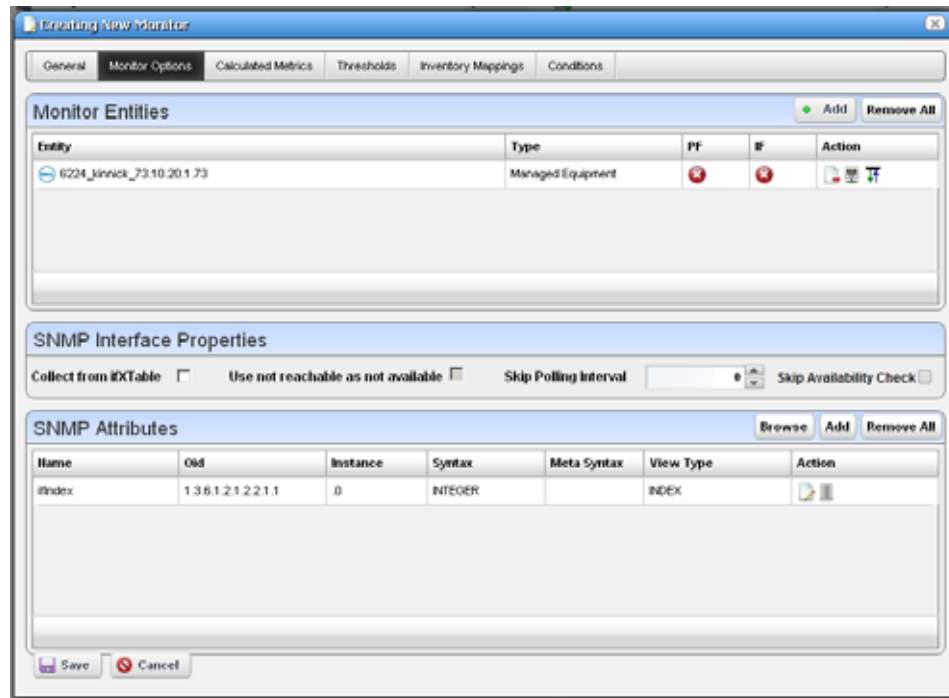 Creating New Monitor
General Monitor Options Calculated Metrics Thresholds Inventory Mappings Conditions
Monitor Entities Add Remove All
Entity Type PF IF Action
6224_kinnick_73.10.20.1.73 Managed Equipment
SNMP Interface Properties
Collect from ifXTable Use not reachable as not available Skip Polling Interval 0 Skip Availability Check
SNMP Attributes Browse Add Remove All
Name Oid Instance Syntax Meta Syntax View Type Action
ifIndex 1.3.6.1.2.1.2.2.1.1 .0 INTEGER INDEX
Save Cancel